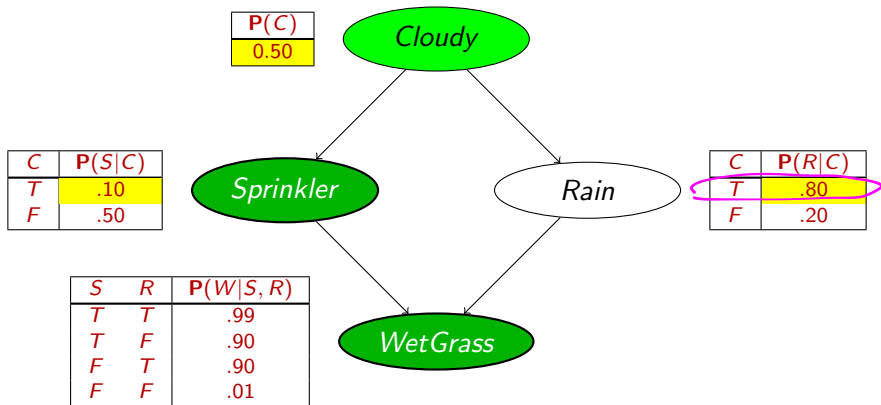 P(C)
0.50
Cloudy
C P(S|C)
T .10
F .50
Sprinkler
Rain
C P(R|C)
T .80
F .20
S R P(W|S, R)
T T .99
T F .90
F T .90
F F .01
WetGrass